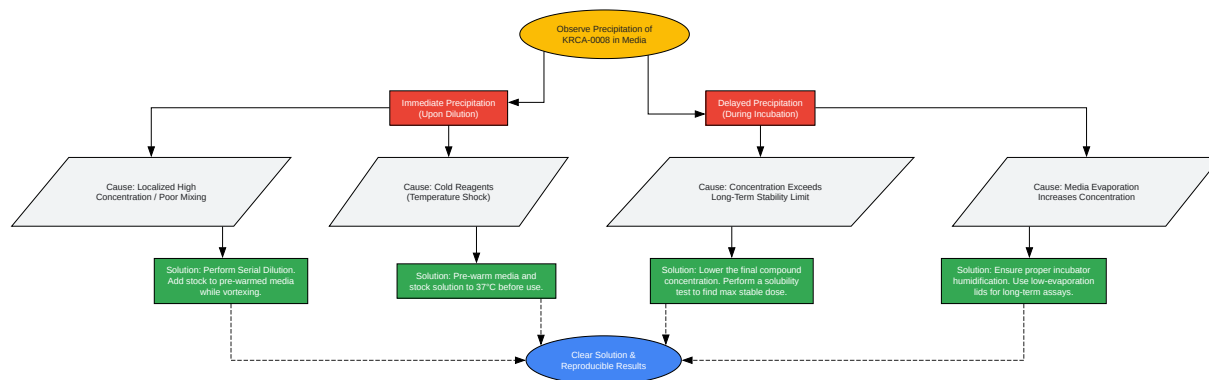 Observe Precipitation of
KRCA-0008 in Media
Immediate Precipitation
(Upon Dilution)
Delayed Precipitation
(During Incubation)
Cause: Localized High
Concentration / Poor Mixing
Cause: Cold Reagents
(Temperature Shock)
Cause: Concentration Exceeds
Long-Term Stability Limit
Cause: Media Evaporation
Increases Concentration
Solution: Perform Serial Dilution.
Add stock to pre-warmed media
while vortexing.
Solution: Pre-warm media and
stock solution to 37°C before use.
Solution: Lower the final compound
concentration. Perform a solubility
test to find max stable dose.
Solution: Ensure proper incubator
humidification. Use low-evaporation
lids for long-term assays.
Clear Solution &
Reproducible Results